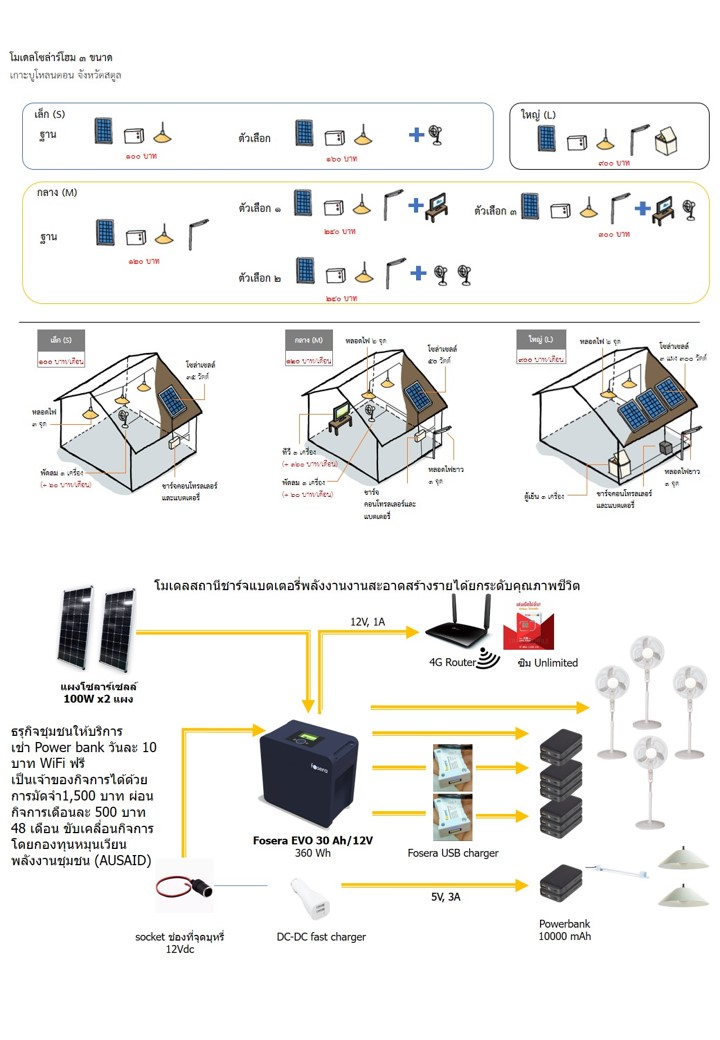 โมเดลโซล่าร์โฮม ๓ ขนาด
เกาะบูโหลนดอน จังหวัดสตูล
เล็ก (S)
ฐาน
๑๐๐ บาท
ตัวเลือก
๑๖๐ บาท
ใหญ่ (L)
๙๐๐ บาท
กลาง (M)
ฐาน
๑๒๐ บาท
ตัวเลือก ๑
๒๔๐ บาท
ตัวเลือก ๓
๓๐๐ บาท
ตัวเลือก ๒
๒๔๐ บาท
เล็ก (S)
๑๐๐ บาท/เดือน
โซล่าเซลล์
๓๕ วัตต์
หลอดไฟ
๓ จุด
พัดลม ๑ เครื่อง
(+ ๖๐ บาท/เดือน)
ชาร์จคอนโทรลเลอร์
และแบตเตอรี่
กลาง (M)
๑๒๐ บาท/เดือน
หลอดไฟ ๒ จุด
โซล่าเซลล์
๕๐ วัตต์
ทีวี ๑ เครื่อง
(+ ๑๒๐ บาท/เดือน)
พัดลม ๑ เครื่อง
(+ ๖๐ บาท/เดือน)
ชาร์จ
คอนโทรลเลอร์และ
แบตเตอรี่
หลอดไฟยาว
๑ จุด
ใหญ่ (L)
๙๐๐ บาท/เดือน
หลอดไฟ ๒ จุด
โซล่าเซลล์
๓ แผง ๓๐๐ วัตต์
ตู้เย็น ๑ เครื่อง
ชาร์จคอนโทรลเลอร์
และแบตเตอรี่
หลอดไฟยาว
๑ จุด
โมเดลสถานีชาร์จแบตเตอรี่พลังงานงานสะอาดสร้างรายได้ยกระดับคุณภาพชีวิต
12V, 1A
4G Router
ซิม Unlimited
แผงโซลาร์เซลล์
100W x2 แผง
ธุรกิจชุมชนให้บริการ
เช่า Power bank วันละ 10
บาท WiFi ฟรี
เป็นเจ้าของกิจการได้ด้วย
การมัดจำ1,500 บาท ผ่อน
กิจการเดือนละ 500 บาท
48 เดือน ขับเคลื่อนกิจการ
โดยกองทุนหมุนเวียน
พลังงานชุมชน (AUSAID)
fosera
Fosera EVO 30 Ah/12V
360 Wh
Fosera USB charger
5V, 3A
Powerbank
10000 mAh
socket ช่องที่จุดบุหรี่
12Vdc
DC-DC fast charger